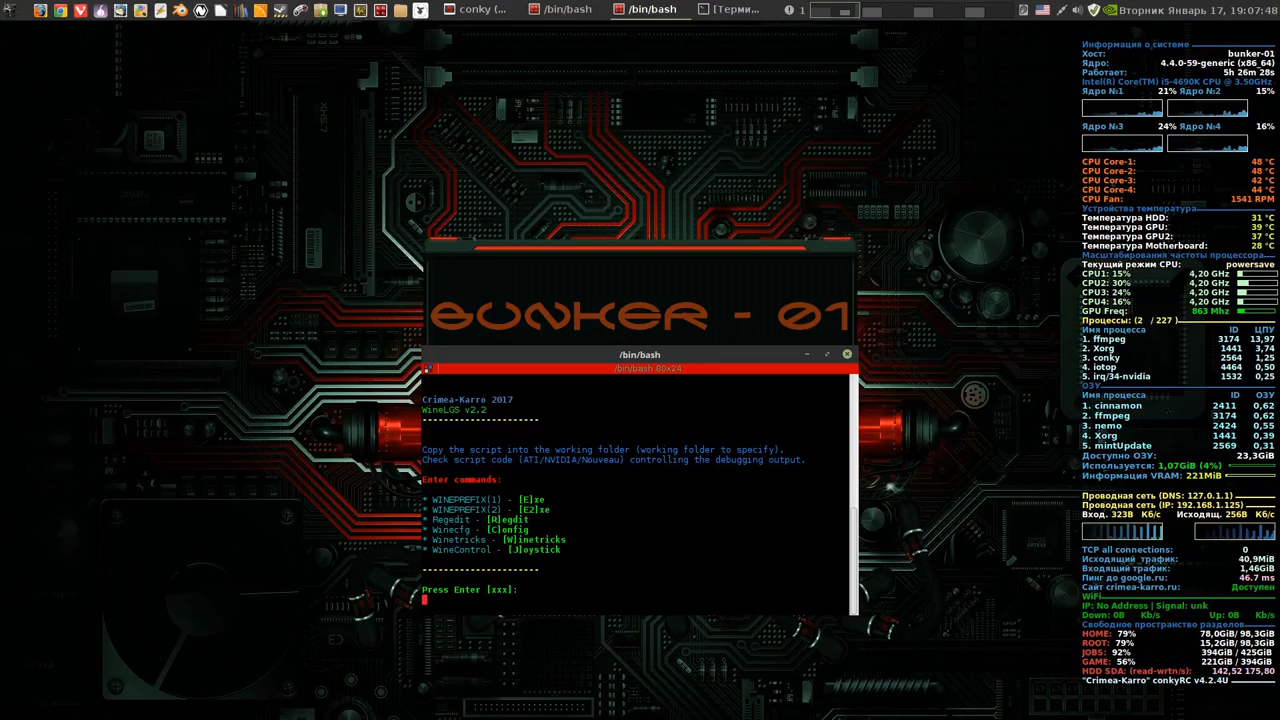 conky (...
/bin/bash
/bin/bash
[Терми...
1
Вторник Январь 17, 19:07:48
BUNKER - 01
/bin/bash
/bin/bash 80x24
Crimea-Karro 2017
WineLGS v2.2
---------------------
Copy the script into the working folder (working folder to specify).
Check script code (ATI/NVIDIA/Nouveau) controlling the debugging output.
Enter commands:
* WINEPREFIX(1) - [E]xe
* WINEPREFIX(2) - [E2]xe
* Regedit - [R]egdit
* Winecfg - [C]onfig
* Winetricks - [W]inetricks
* WineControl - [J]oystick
---------------------
Press Enter [xxx]:
Информация о системе
Хост: bunker-01
Ядро: 4.4.0-59-generic (x86_64)
Работает: 5h 26m 28s
Intel(R) Core(TM) i5-4690K CPU @ 3.50GHz
Ядро №1 21% Ядро №2 15%
Ядро №3 24% Ядро №4 16%
CPU Core-1: 48 °C
CPU Core-2: 48 °C
CPU Core-3: 42 °C
CPU Core-4: 44 °C
CPU Fan: 1541 RPM
Устройства температура
Температура HDD: 31 °C
Температура GPU: 39 °C
Температура GPU2: 37 °C
Температура Motherboard: 28 °C
Масштабирования частоты процессора
Текущий режим CPU: powersave
CPU1: 15% 4,20 GHz
CPU2: 30% 4,20 GHz
CPU3: 24% 4,20 GHz
CPU4: 16% 4,20 GHz
GPU Freq: 863 Mhz
Процессы: (2 / 227 )
Имя процесса ID ЦПУ
1. ffmpeg 3174 13,97
2. Xorg 1441 3,74
3. conky 2564 1,25
4. iotop 4464 0,50
5. irq/34-nvidia 1532 0,25
ОЗУ
Имя процесса ID ОЗУ
1. cinnamon 2411 0,62
2. ffmpeg 3174 0,62
3. nemo 2424 0,55
4. Xorg 1441 0,39
5. mintUpdate 2569 0,31
Доступно ОЗУ: 23,3GiB
Используется: 1,07GiB (4%)
Информация VRAM: 221MiB
Проводная сеть (DNS: 127.0.1.1)
Проводная сеть (IP: 192.168.1.125)
Вход. 323B Кб/с Исходящ. 256B Кб/с
TCP all connections: 0
Исходящий трафик: 40,9MiB
Входящий трафик: 1,46GiB
Пинг до google.ru: 46.7 ms
Сайт crimea-karro.ru: Доступен
WiFi
IP: No Address | Signal: unk
Down: 0B Kb/s Up: 0B Kb/s
Свободное пространство разделов
HOME: 79% 78,0GiB/ 98,3GiB
ROOT: 79% 15,2GiB/ 98,3GiB
JOBS: 92% 394GiB / 425GiB
GAME: 56% 221GiB / 394GiB
HDD SDA: (read-wrtn/s): 142,52 175,80
"Crimea-Karro" conkyRC v4.2.4U